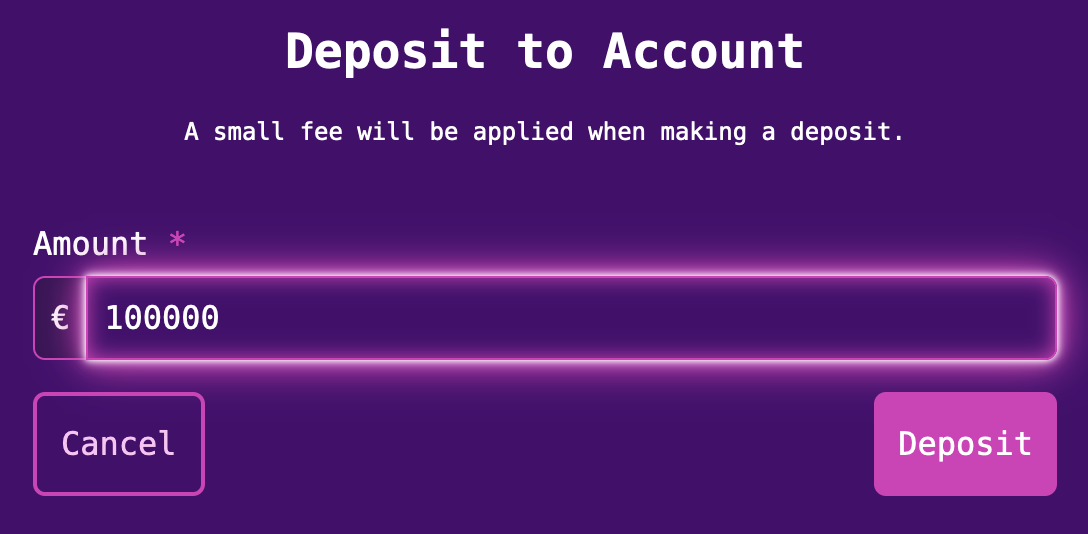 Deposit to Account
A small fee will be applied when making a deposit.
Amount *
€ 100000
Cancel Deposit